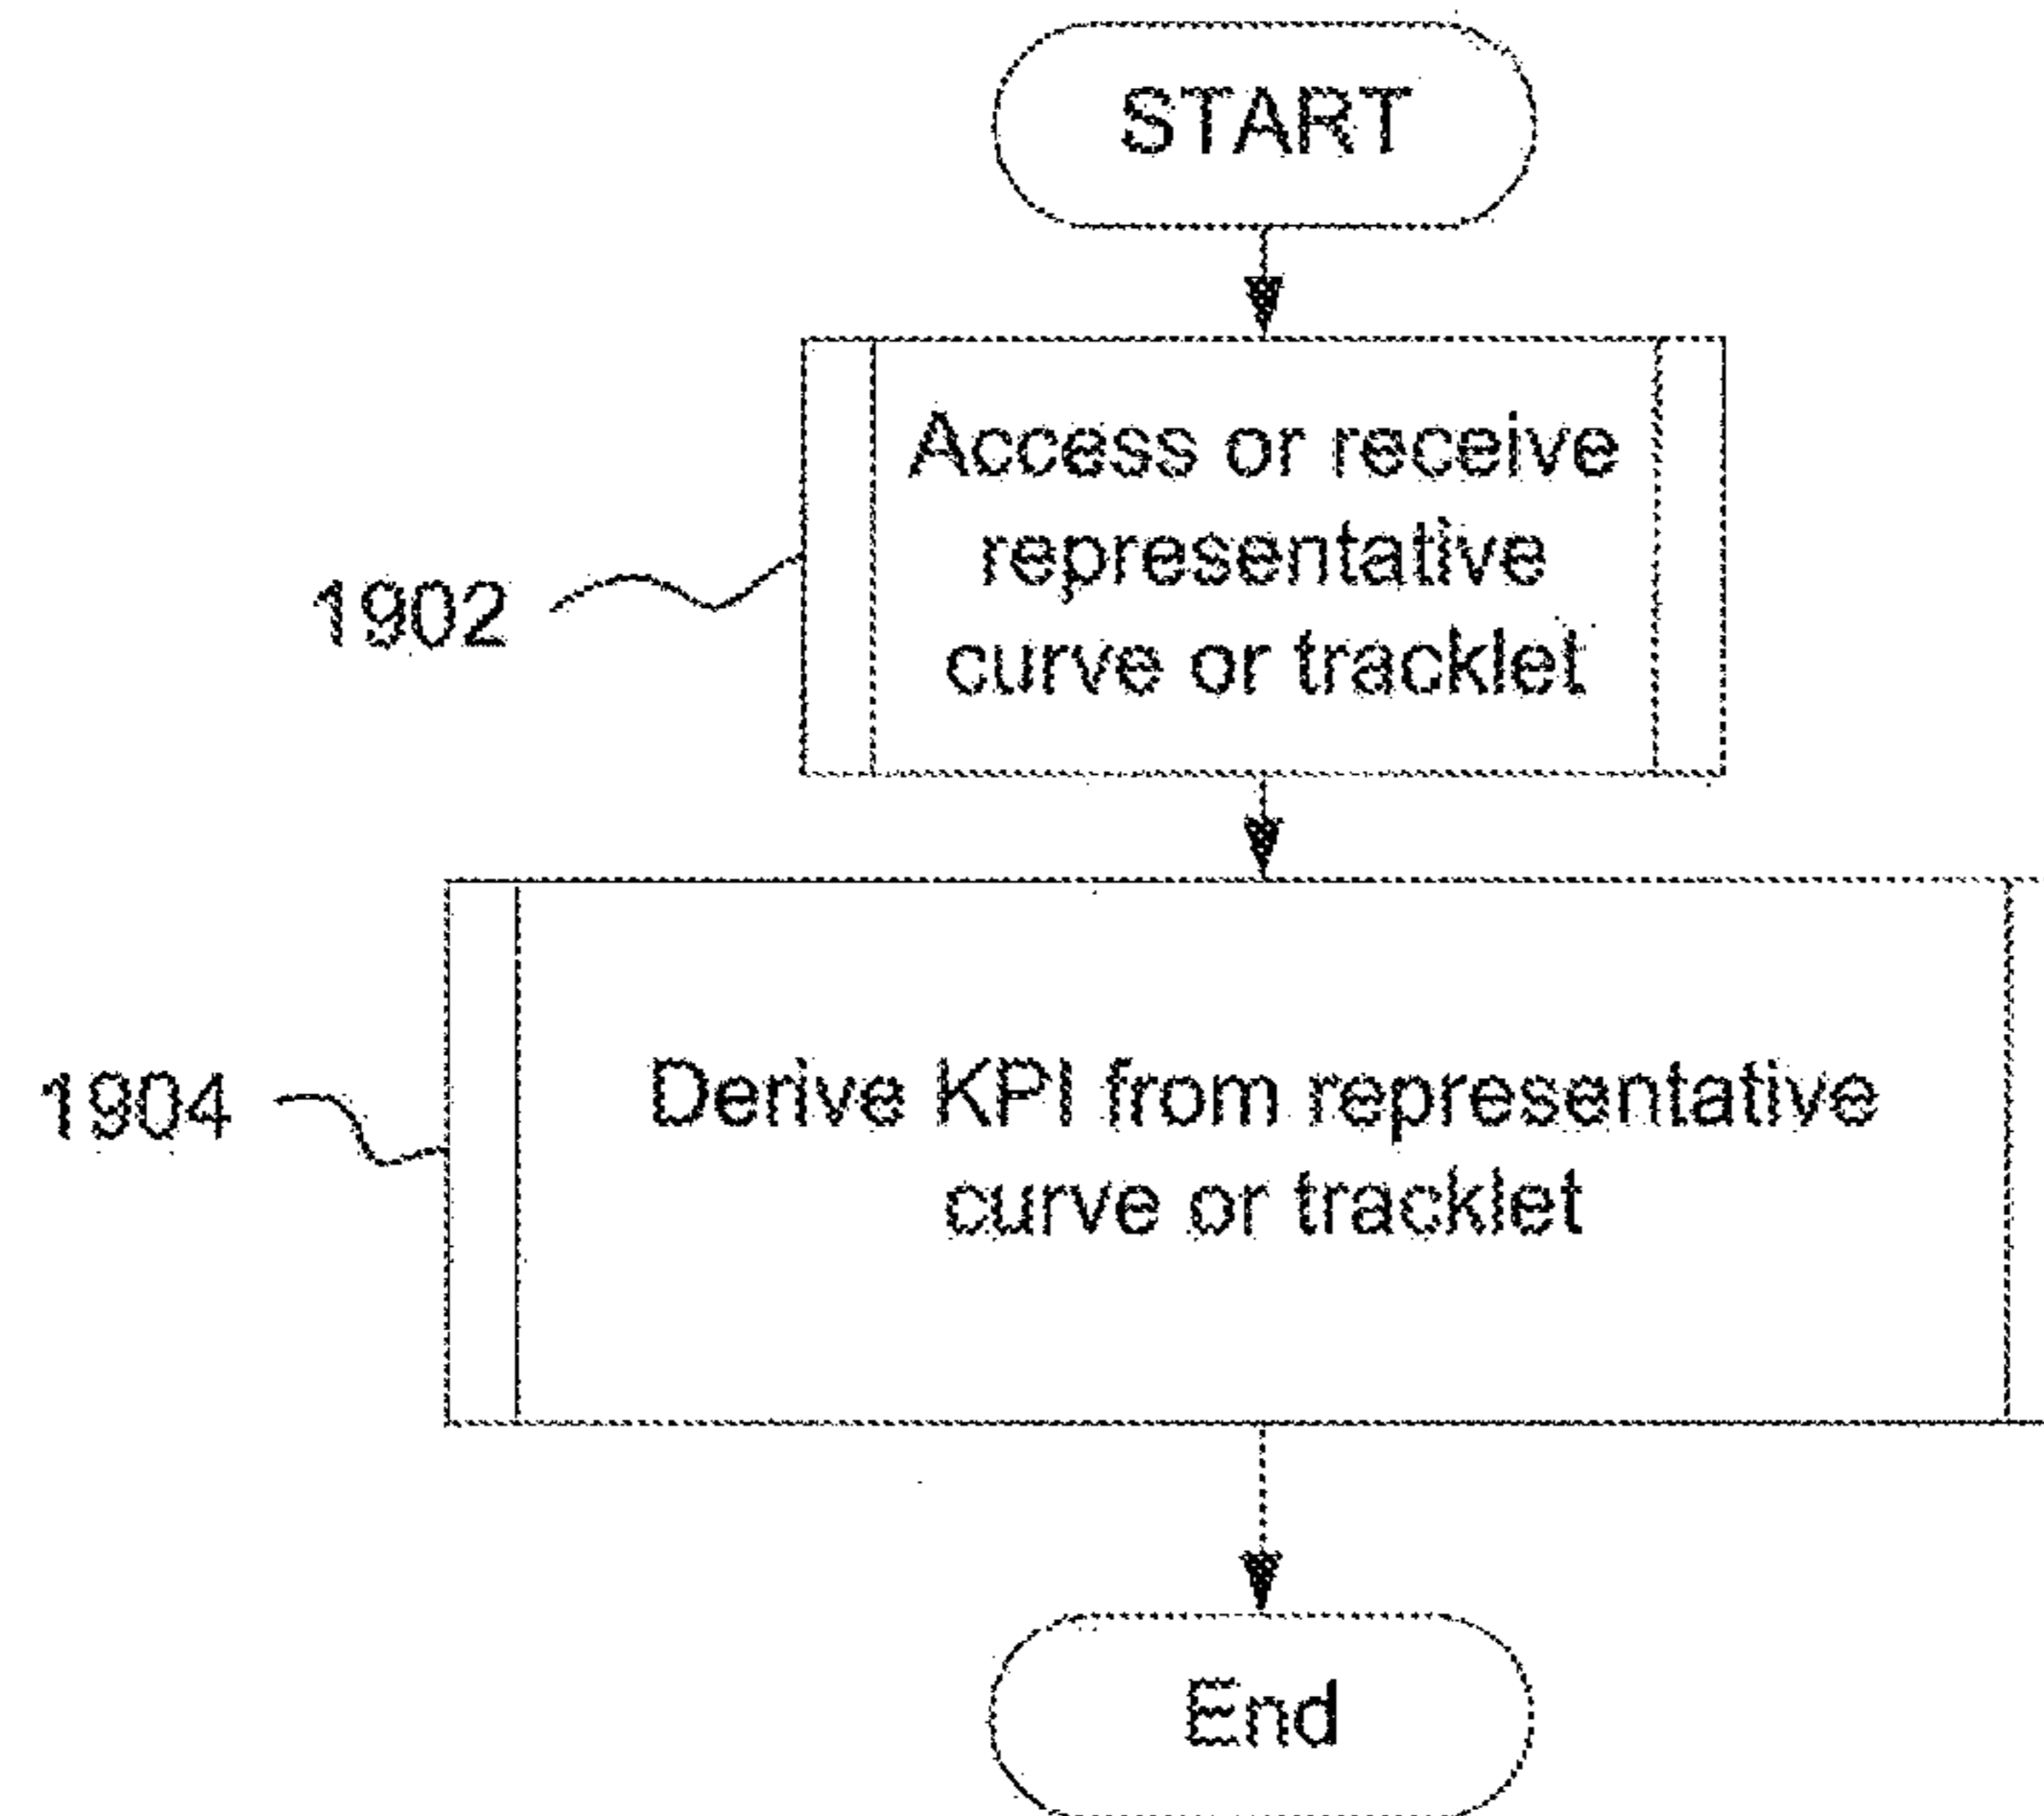 START
Access or receive
representative
curve or tracklet
1902
Derive KPI from representative
curve or tracklet
1904
End